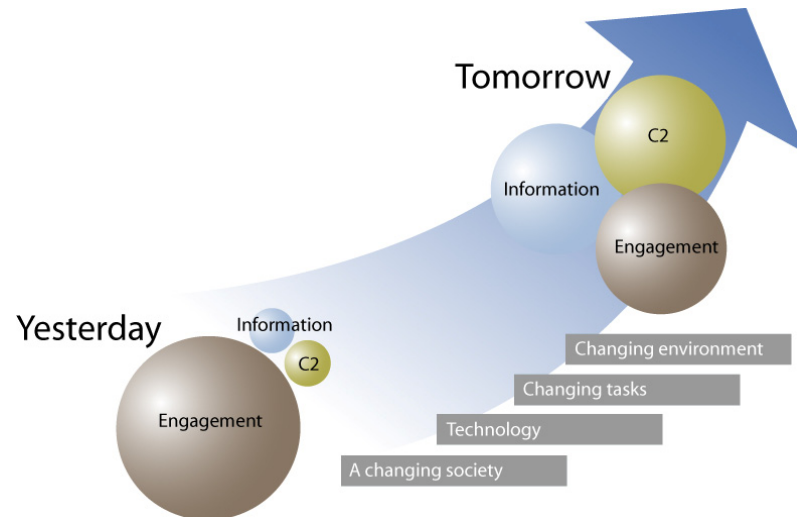 Tomorrow
C2
Information
Engagement
Yesterday
Information
C2
Engagement
Changing environment
Changing tasks
Technology
A changing society